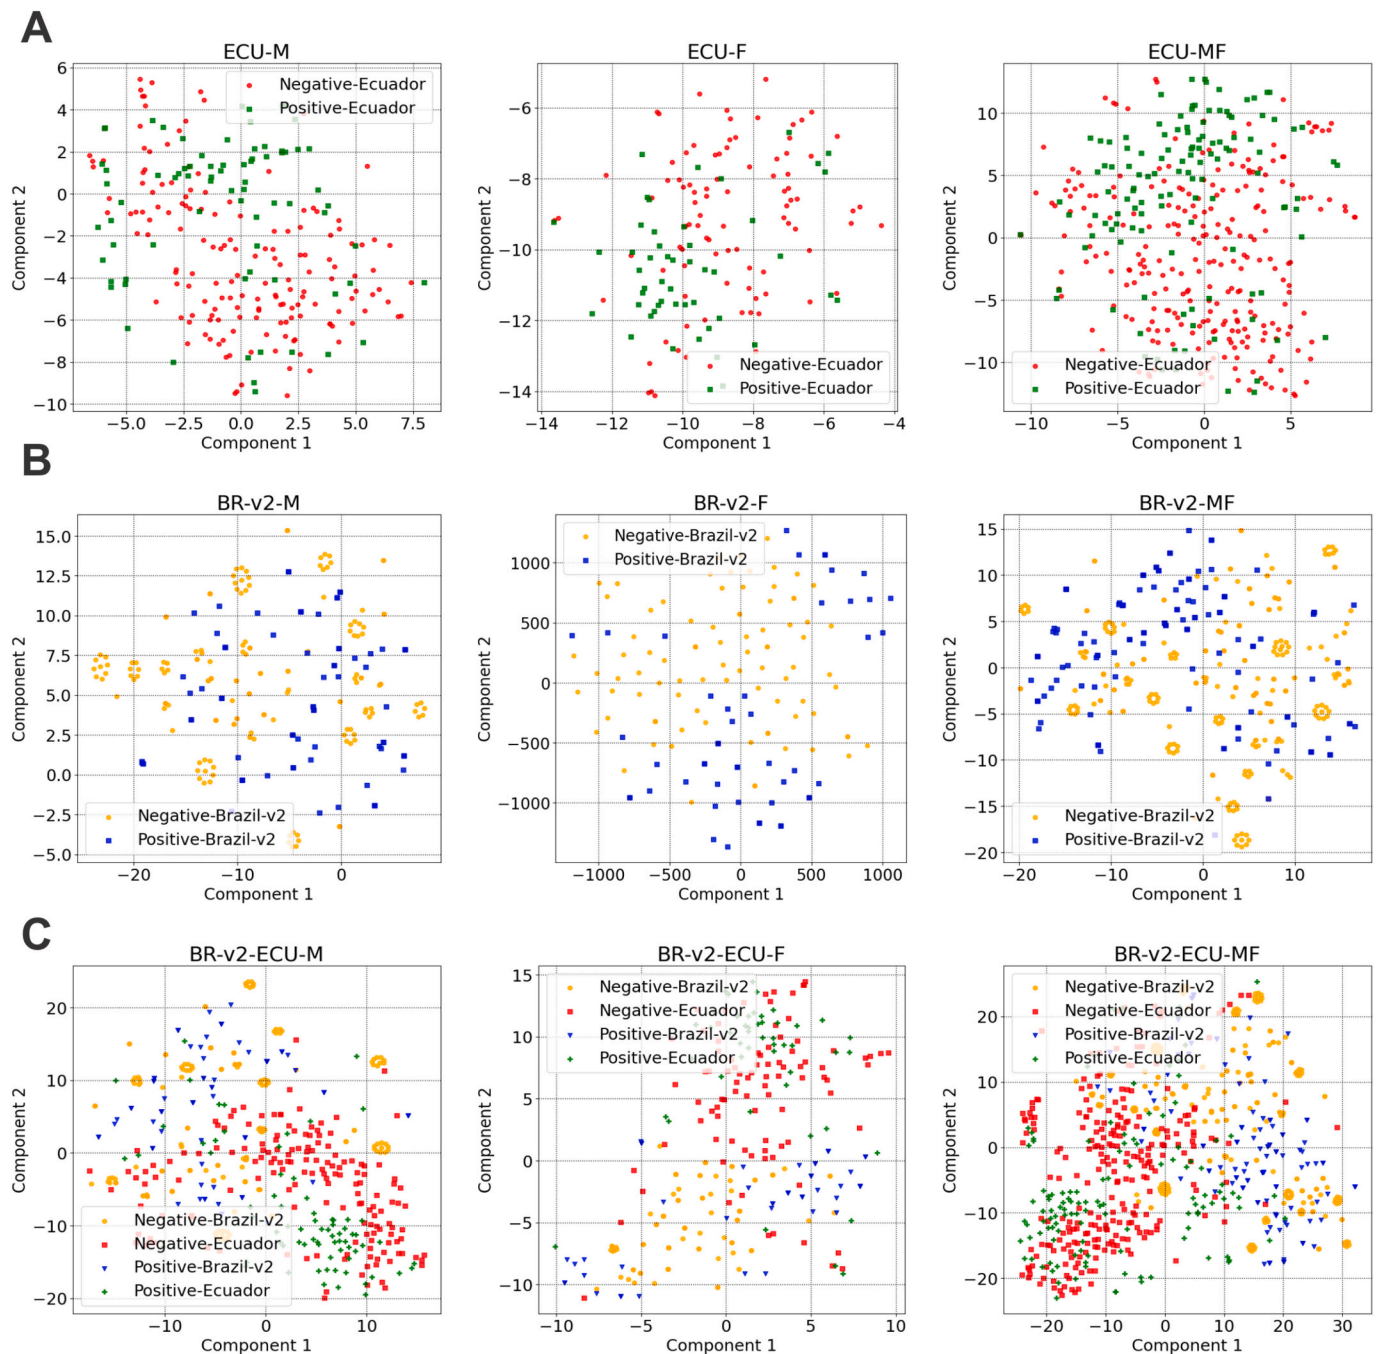 A
ECU-M
Negative-Ecuador
Positive-Ecuador
6
4
2
0
−2
−4
−6
−8
−10
Component 2
−5.0
−2.5
0.0
2.5
5.0
7.5
Component 1
ECU-F
−6
−8
−10
−12
−14
Component 2
Negative-Ecuador
Positive-Ecuador
−14
−12
−10
−8
−6
−4
Component 1
ECU-MF
10
5
0
−5
−10
Component 2
Negative-Ecuador
Positive-Ecuador
−10
−5
0
5
Component 1
B
BR-v2-M
15.0
12.5
10.0
7.5
5.0
2.5
0.0
−2.5
−5.0
Component 2
Negative-Brazil-v2
Positive-Brazil-v2
−20
−10
0
Component 1
BR-v2-F
Negative-Brazil-v2
Positive-Brazil-v2
1000
500
0
−500
−1000
Component 2
−1000
−500
0
500
1000
Component 1
BR-v2-MF
15
10
5
0
−5
−10
−15
−20
Component 2
Negative-Brazil-v2
Positive-Brazil-v2
−20
−10
0
10
Component 1
C
BR-v2-ECU-M
20
10
0
−10
−20
Component 2
Negative-Brazil-v2
Negative-Ecuador
Positive-Brazil-v2
Positive-Ecuador
−10
0
10
Component 1
BR-v2-ECU-F
Negative-Brazil-v2
Negative-Ecuador
Positive-Brazil-v2
Positive-Ecuador
15
10
5
0
−5
−10
Component 2
−10
−5
0
5
10
Component 1
BR-v2-ECU-MF
Negative-Brazil-v2
Negative-Ecuador
Positive-Brazil-v2
Positive-Ecuador
20
10
0
−10
−20
Component 2
−20
−10
0
10
20
30
Component 1